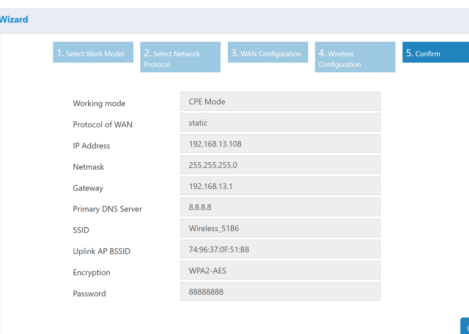 Wizard
1. Select Work Model
2. Select Network
Protocol
3. WAN Configuration
4. Wireless
Configuration
5. Confirm
Working mode CPE Mode
Protocol of WAN static
IP Address 192.168.13.108
Netmask 255.255.255.0
Gateway 192.168.13.1
Primary DNS Server 8.8.8.8
SSID Wireless_51B6
Uplink AP BSSID 74:96:37:0F:51:B8
Encryption WPA2-AES
Password 88888888